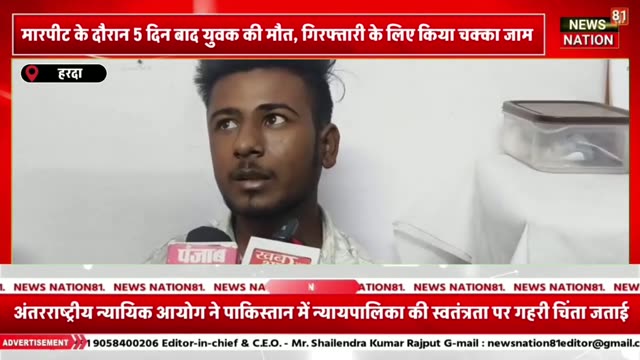 मारपीट के दौरान 5 दिन बाद युवक की मौत, गिरफ्तारी के लिए किया चक्का जाम
81
NEWS
NATION
हरदा
पंजाब
खबर
NEWS NATION81. NEWS NATION81. NEWS NATION81. N NEWS NATION81. NEWS NATION81.
अंतरराष्ट्रीय न्यायिक आयोग ने पाकिस्तान में न्यायपालिका की स्वतंत्रता पर गहरी चिंता जताई
ADVERTISEMENT 19058400206 Editor-in-chief & C.E.O. - Mr. Shailendra Kumar Rajput G-mail : newsnation81editor@gmail